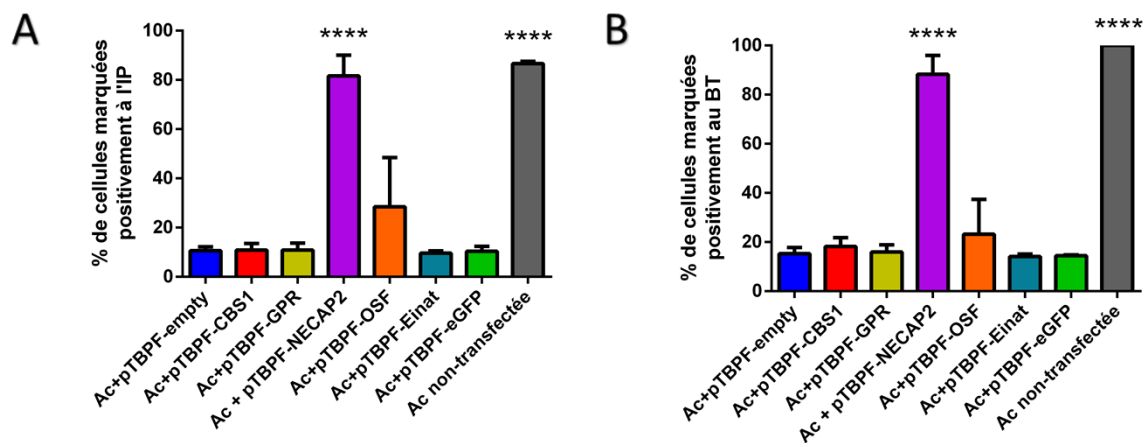 A
% de cellules marquées
positivement à l'IP
100
80
60
40
20
0
****
****
Ac+pTBPF-empty
Ac+pTBPF-CBS1
Ac+pTBPF-GPR
Ac + pTBPF-NECAP2
Ac+pTBPF-OSF
Ac+pTBPF-Einat
Ac+pTBPF-eGFP
Ac non-transfectée
B
% de cellules marquées
positivement au BT
100
80
60
40
20
0
****
****
Ac+pTBPF-empty
Ac+pTBPF-CBS1
Ac+pTBPF-GPR
Ac + pTBPF-NECAP2
Ac+pTBPF-OSF
Ac+pTBPF-Einat
Ac+pTBPF-eGFP
Ac non-transfectée